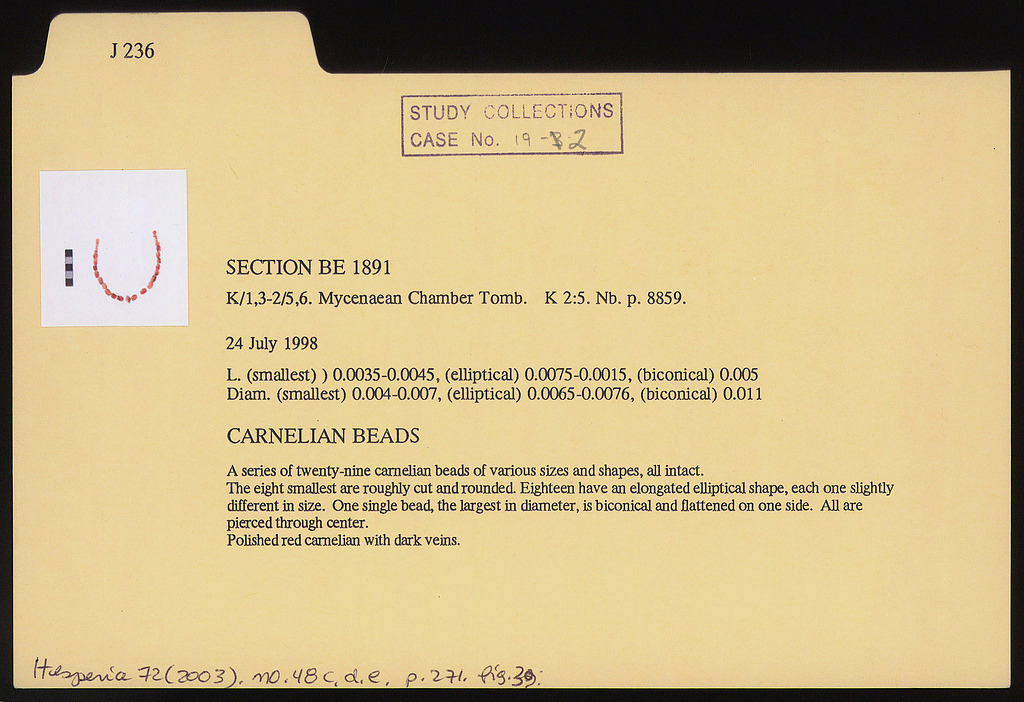 J 236
STUDY COLLECTIONS
CASE No. 19 - 2
SECTION BE 1891
K/1,3-2/5,6. Mycenaean Chamber Tomb. K 2:5. Nb. p. 8859.
24 July 1998
L. (smallest) ) 0.0035-0.0045, (elliptical) 0.0075-0.0015, (biconical) 0.005
Diam. (smallest) 0.004-0.007, (elliptical) 0.0065-0.0076, (biconical) 0.011
CARNELIAN BEADS
A series of twenty-nine carnelian beads of various sizes and shapes, all intact.
The eight smallest are roughly cut and rounded. Eighteen have an elongated elliptical shape, each one slightly
different in size. One single bead, the largest in diameter, is biconical and flattened on one side. All are
pierced through center.
Polished red carnelian with dark veins.
Hesperia 72 (2003), no. 48 c, d, e, p. 271. fig.